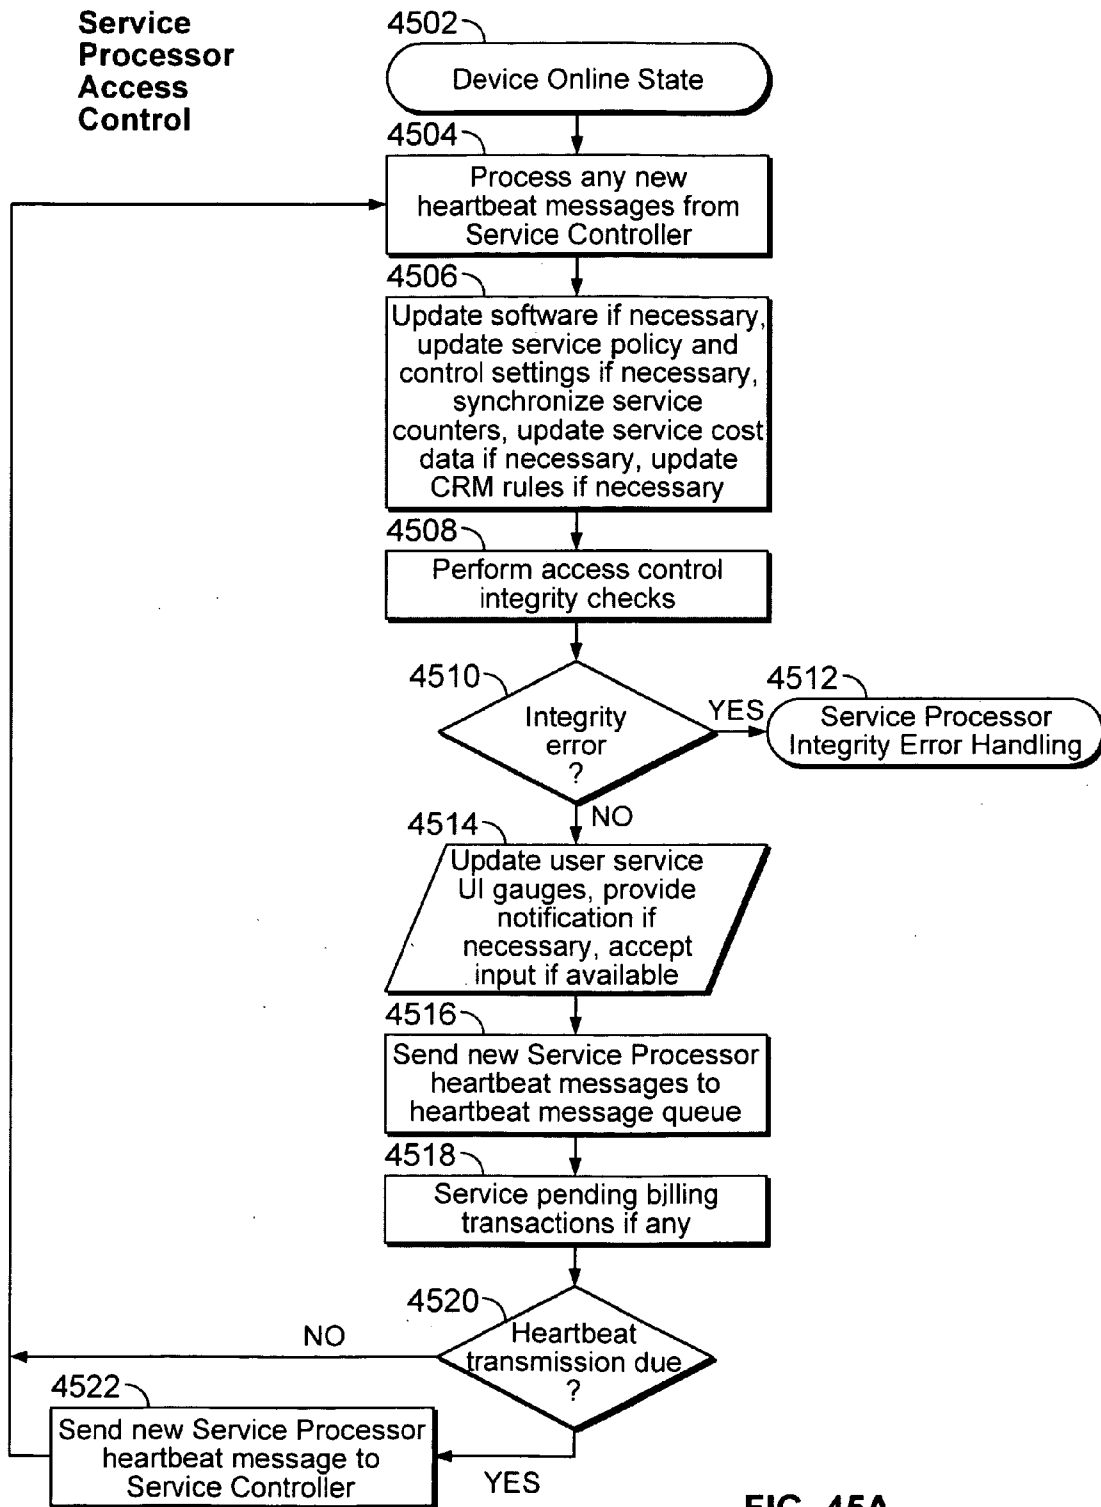 Service
Processor
Access
Control
4502
Device Online State
4504
Process any new
heartbeat messages from
Service Controller
4506
Update software if necessary,
update service policy and
control settings if necessary,
synchronize service
counters, update service cost
data if necessary, update
CRM rules if necessary
4508
Perform access control
integrity checks
4510
Integrity
error
?
YES
4512
Service Processor
Integrity Error Handling
NO
4514
Update user service
UI gauges, provide
notification if
necessary, accept
input if available
4516
Send new Service Processor
heartbeat messages to
heartbeat message queue
4518
Service pending billing
transactions if any
4520
Heartbeat
transmission due
?
NO
4522
Send new Service Processor
heartbeat message to
Service Controller
YES
FIG. 45A